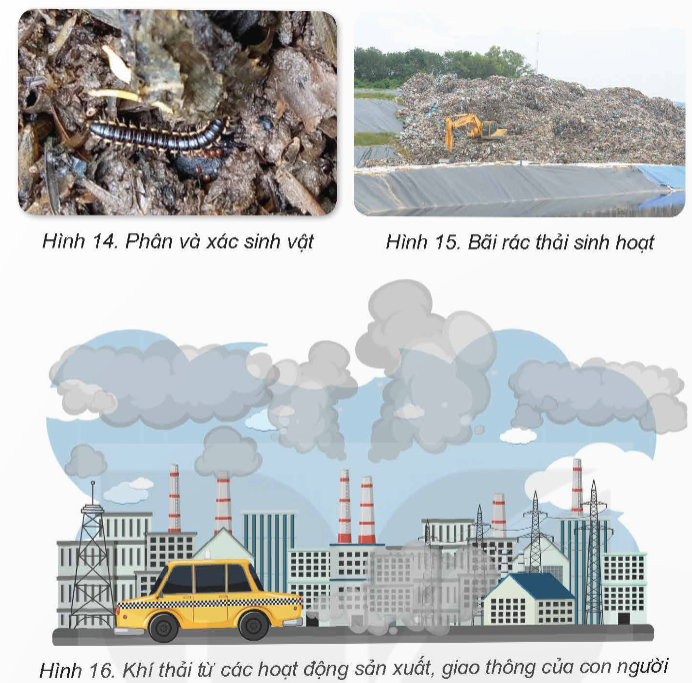 Hình 14. Phân và xác sinh vật
Hình 15. Bãi rác thải sinh hoạt
Hình 16. Khí thải từ các hoạt động sản xuất, giao thông của con người